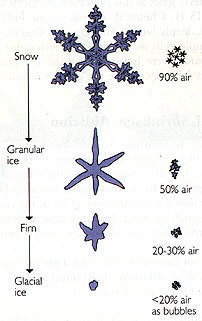 Snow
90% air
Granular
ice
50% air
Firn
20-30% air
Glacial
ice
<20% air
as bubbles